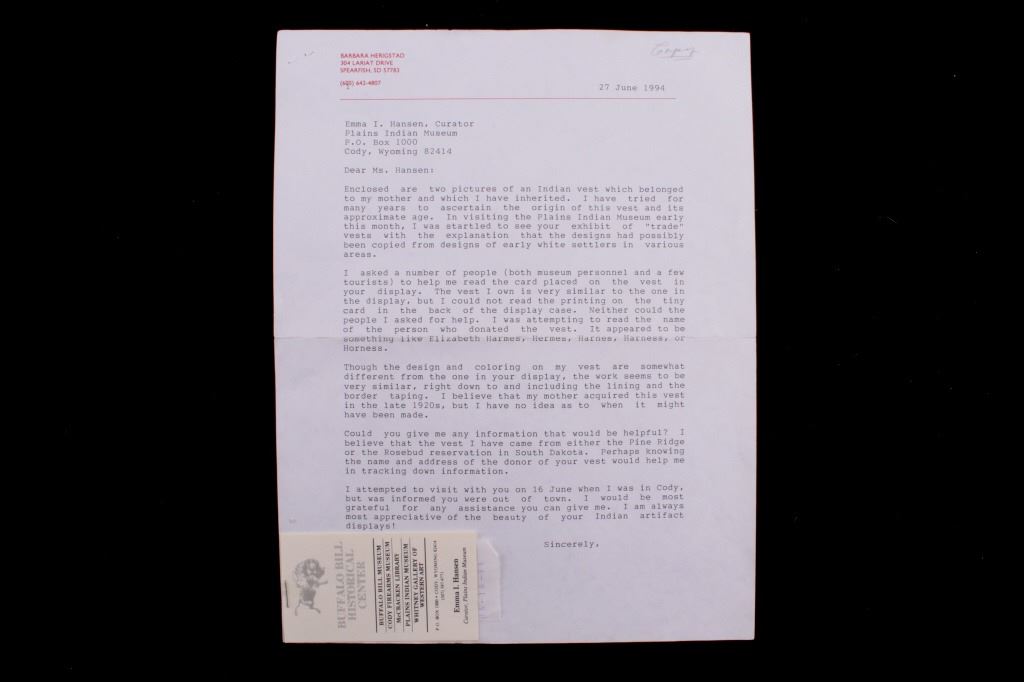 BARBARA HERIGSTAD
304 LARIAT DRIVE
SPEARFISH, SD 57783
(605) 642-4807
Copy
27 June 1994
Emma I. Hansen, Curator
Plains Indian Museum
P.O. Box 1000
Cody, Wyoming 82414
Dear Ms. Hansen:
Enclosed are two pictures of an Indian vest which belonged
to my mother and which I have inherited. I have tried for
many years to ascertain the origin of this vest and its
approximate age. In visiting the Plains Indian Museum early
this month, I was startled to see your exhibit of "trade"
vests with the explanation that the designs had possibly
been copied from designs of early white settlers in various
areas.
I asked a number of people (both museum personnel and a few
tourists) to help me read the card placed on the vest in
your display. The vest I own is very similar to the one in
the display, but I could not read the printing on the tiny
card in the back of the display case. Neither could the
people I asked for help. I was attempting to read the name
of the person who donated the vest. It appeared to be
something like Elizabeth Harmes, Hermes, Harnes, Harness, or
Horness.
Though the design and coloring on my vest are somewhat
different from the one in your display, the work seems to be
very similar, right down to and including the lining and the
border taping. I believe that my mother acquired this vest
in the late 1920s, but I have no idea as to when it might
have been made.
Could you give me any information that would be helpful? I
believe that the vest I have came from either the Pine Ridge
or the Rosebud reservation in South Dakota. Perhaps knowing
the name and address of the donor of your vest would help me
in tracking down information.
I attempted to visit with you on 16 June when I was in Cody,
but was informed you were out of town. I would be most
grateful for any assistance you can give me. I am always
most appreciative of the beauty of your Indian artifact
displays!
Sincerely,
BUFFALO BILL
HISTORICAL
CENTER
BUFFALO BILL MUSEUM
CODY FIREARMS MUSEUM
McCRACKEN LIBRARY
PLAINS INDIAN MUSEUM
WHITNEY GALLERY OF
WESTERN ART
P.O. BOX 1000 • CODY, WYOMING 82414
Emma I. Hansen
Curator, Plains Indian Museum